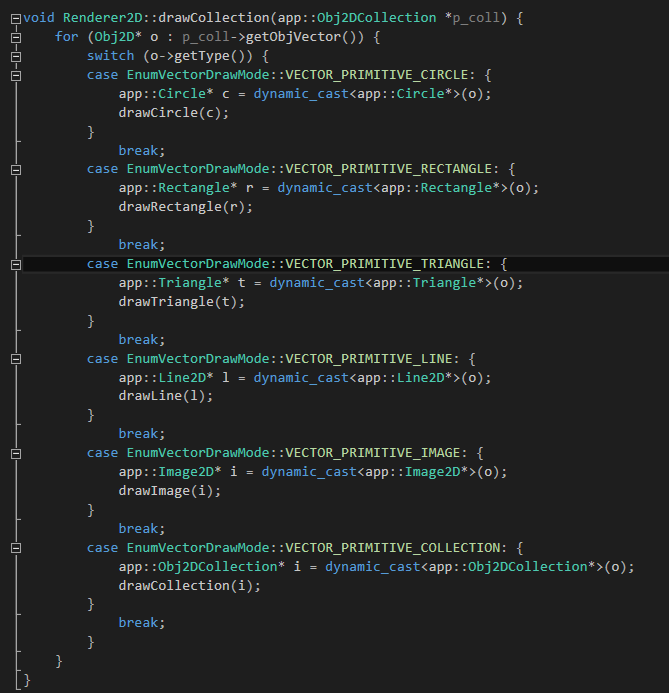 void Renderer2D::drawCollection(app::Obj2DCollection *p_coll) {
    for (Obj2D* o : p_coll->getObjVector()) {
        switch (o->getType()) {
        case EnumVectorDrawMode::VECTOR_PRIMITIVE_CIRCLE: {
            app::Circle* c = dynamic_cast<app::Circle*>(o);
            drawCircle(c);
        }
            break;
        case EnumVectorDrawMode::VECTOR_PRIMITIVE_RECTANGLE: {
            app::Rectangle* r = dynamic_cast<app::Rectangle*>(o);
            drawRectangle(r);
        }
            break;
        case EnumVectorDrawMode::VECTOR_PRIMITIVE_TRIANGLE: {
            app::Triangle* t = dynamic_cast<app::Triangle*>(o);
            drawTriangle(t);
        }
            break;
        case EnumVectorDrawMode::VECTOR_PRIMITIVE_LINE: {
            app::Line2D* l = dynamic_cast<app::Line2D*>(o);
            drawLine(l);
        }
            break;
        case EnumVectorDrawMode::VECTOR_PRIMITIVE_IMAGE: {
            app::Image2D* i = dynamic_cast<app::Image2D*>(o);
            drawImage(i);
        }
            break;
        case EnumVectorDrawMode::VECTOR_PRIMITIVE_COLLECTION: {
            app::Obj2DCollection* i = dynamic_cast<app::Obj2DCollection*>(o);
            drawCollection(i);
        }
            break;
        }
    }
}